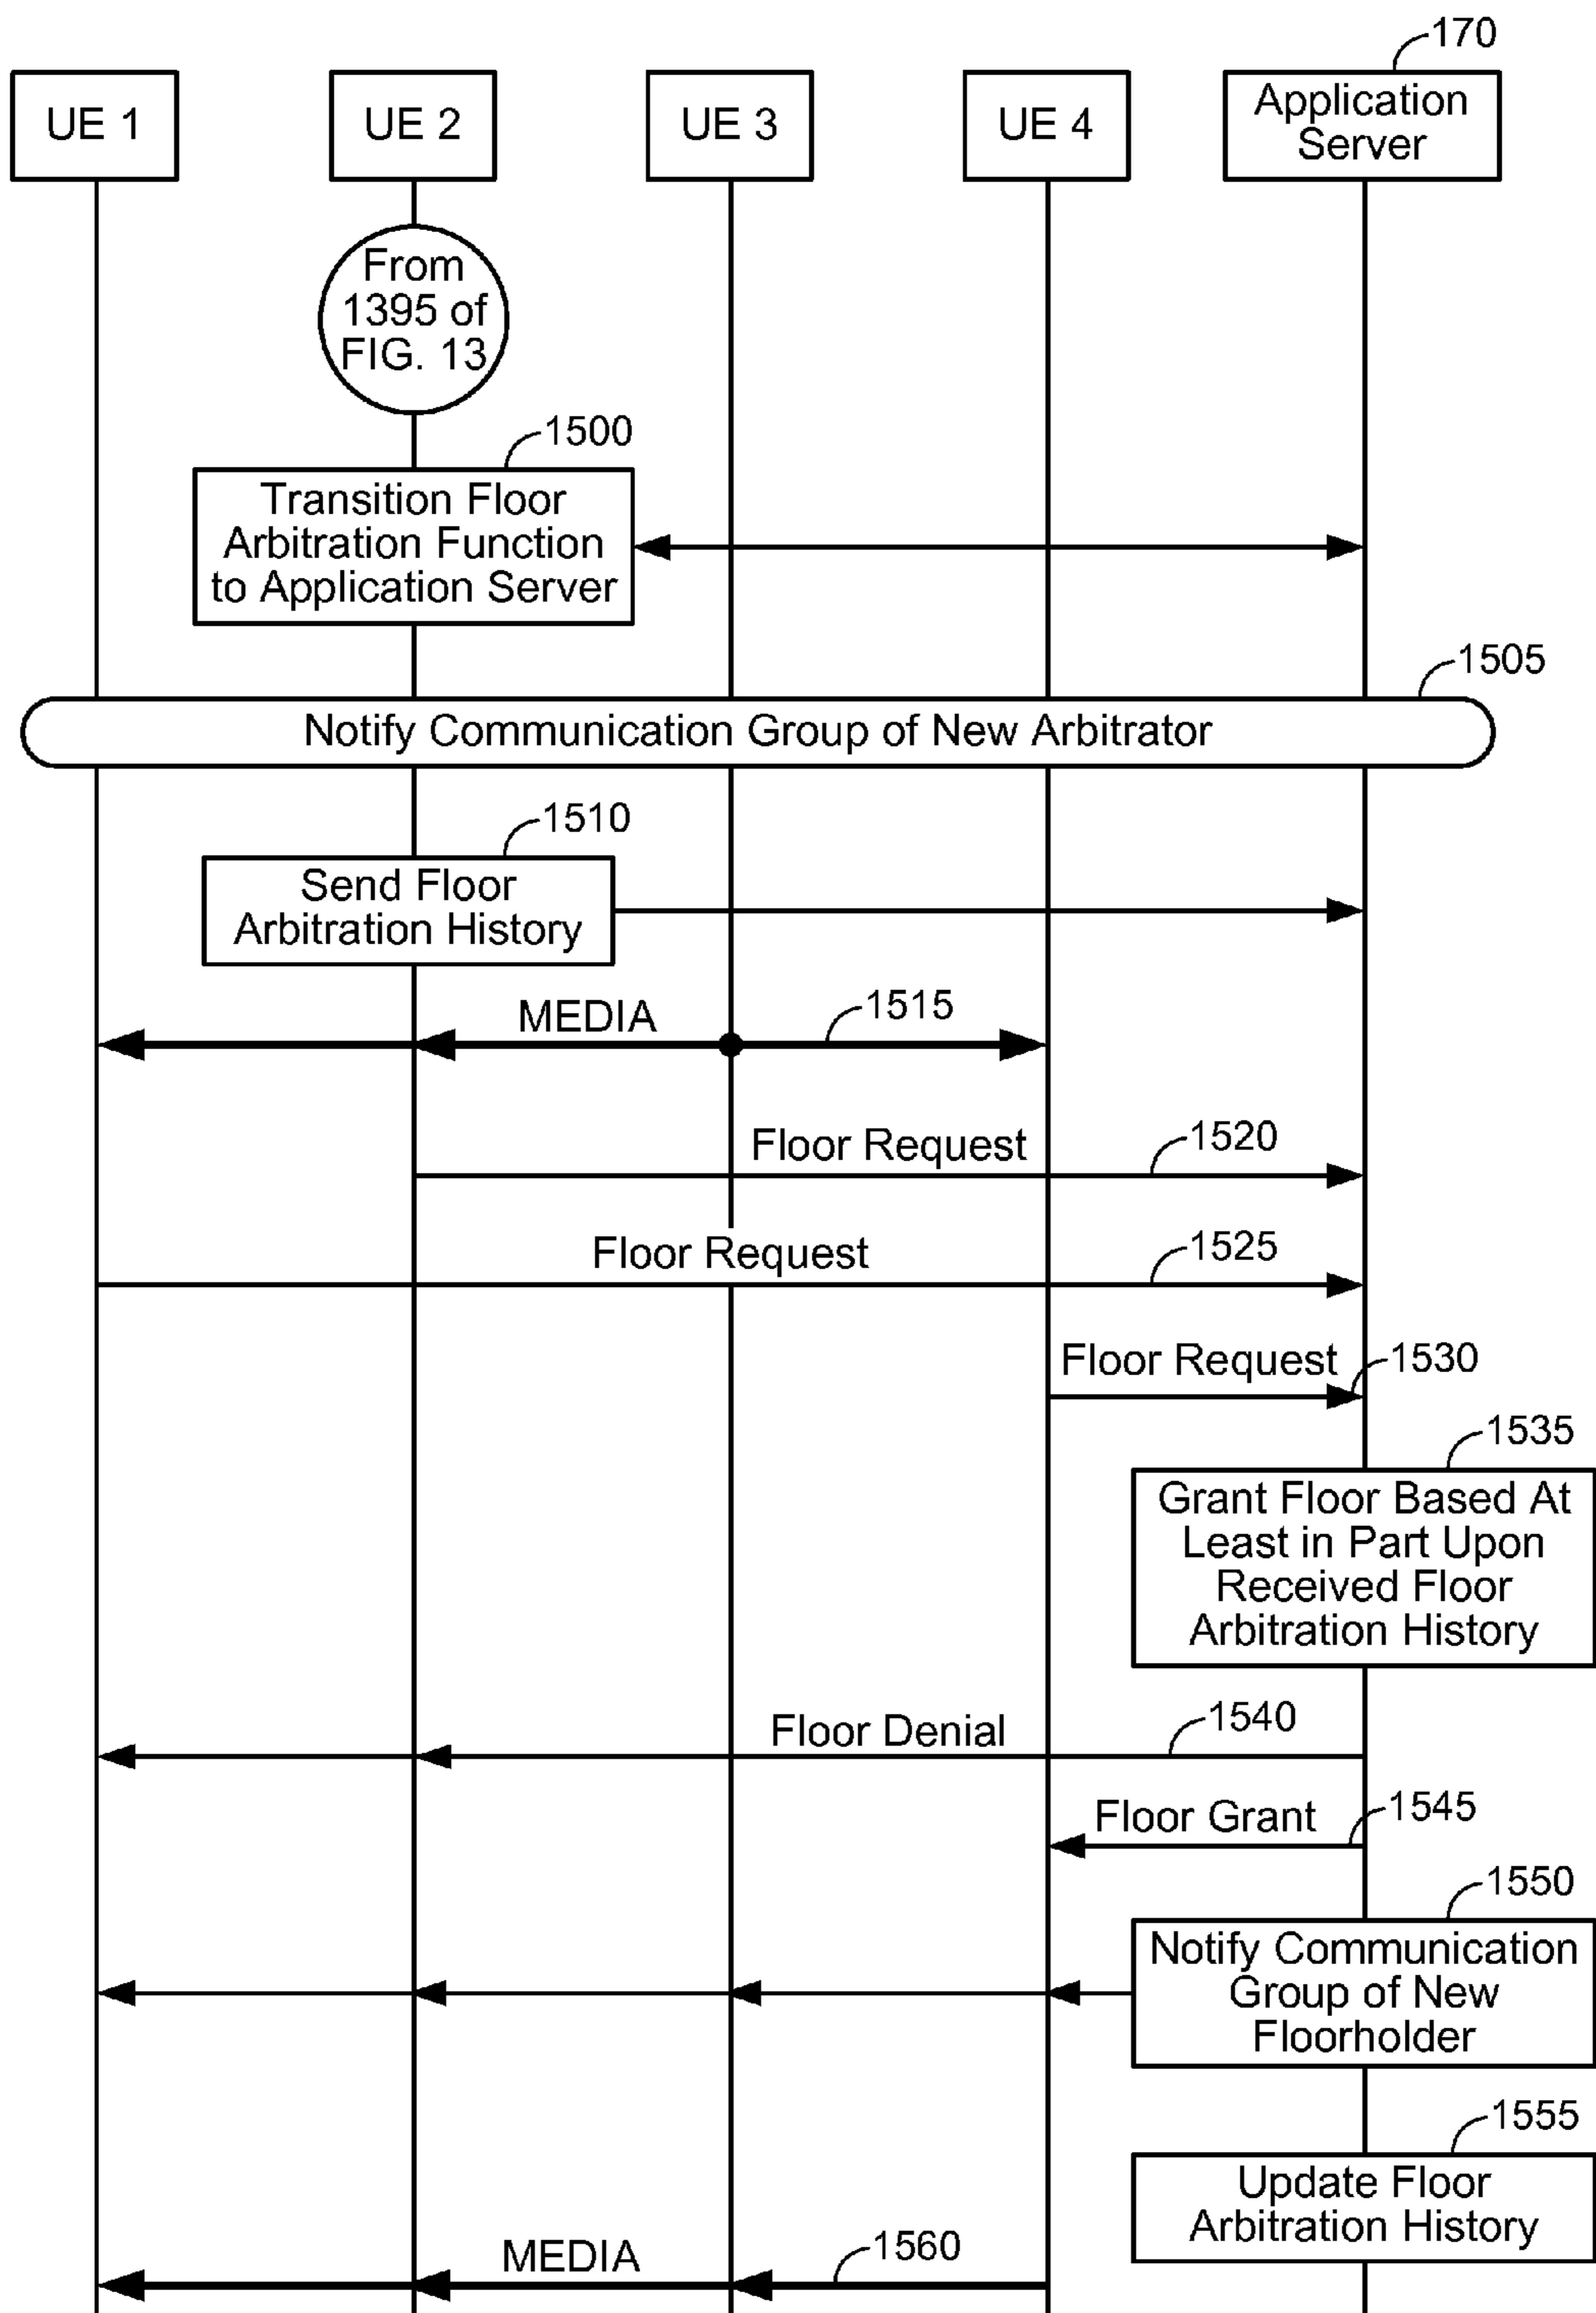 170
UE 1
UE 2
UE 3
UE 4
Application
Server
From
1395 of
FIG. 13
1500
Transition Floor
Arbitration Function
to Application Server
1505
Notify Communication Group of New Arbitrator
1510
Send Floor
Arbitration History
MEDIA
1515
Floor Request
1520
Floor Request
1525
Floor Request
1530
1535
Grant Floor Based At
Least in Part Upon
Received Floor
Arbitration History
Floor Denial
1540
Floor Grant
1545
1550
Notify Communication
Group of New
Floorholder
1555
Update Floor
Arbitration History
MEDIA
1560